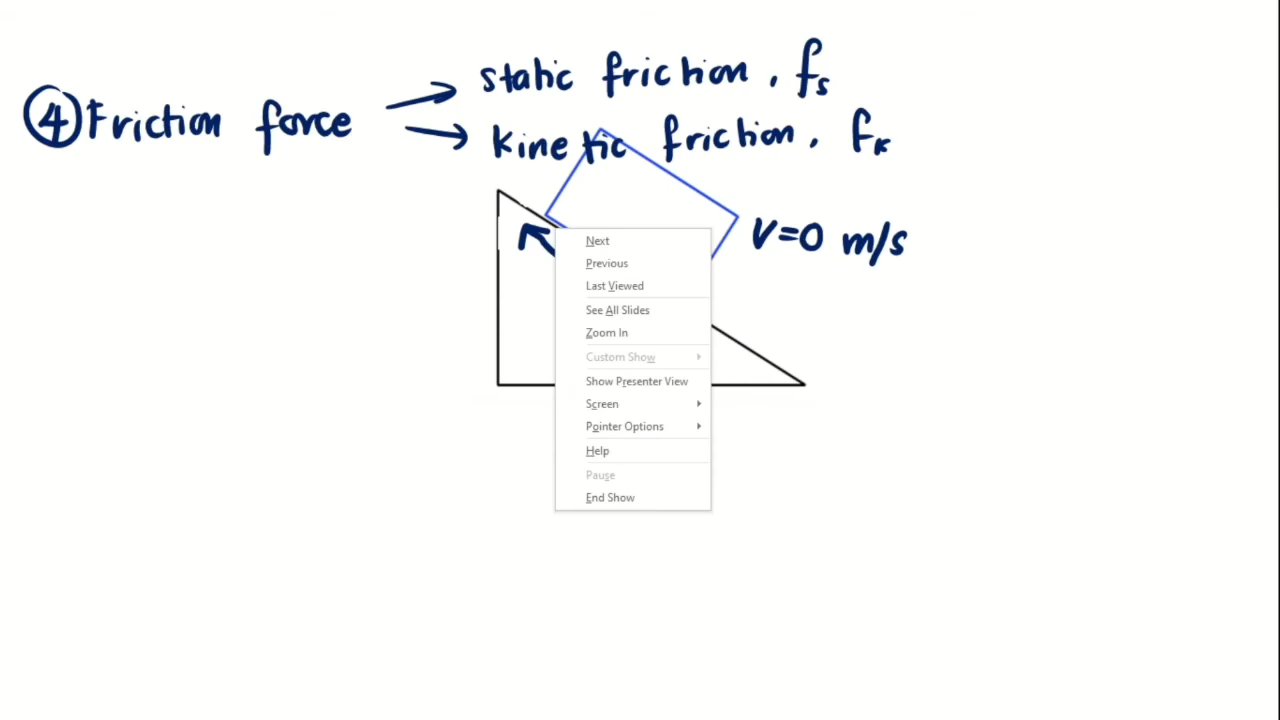 ④ Friction force
static friction, fs
kinetic friction, fk
v=0 m/s
Next
Previous
Last Viewed
See All Slides
Zoom In
Custom Show
Show Presenter View
Screen
Pointer Options
Help
Pause
End Show